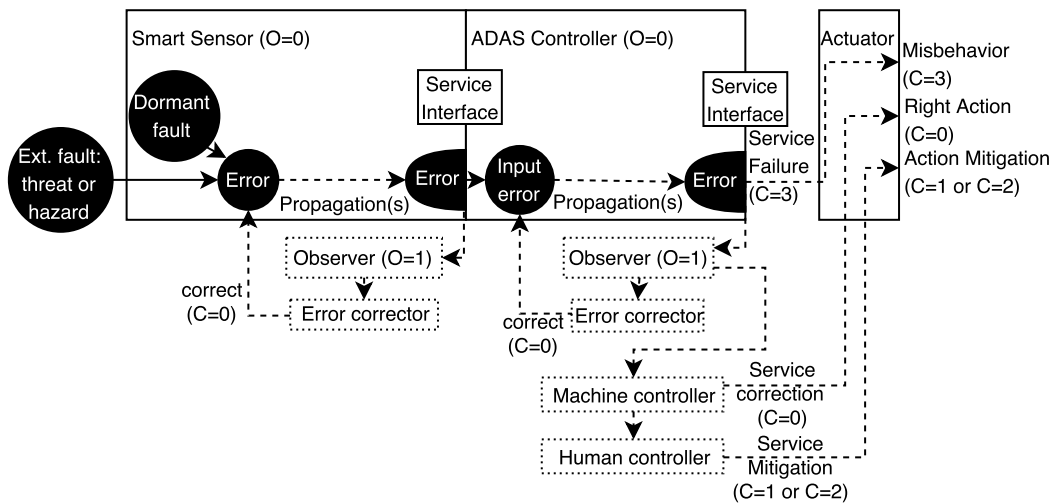 Smart Sensor (O=0)
ADAS Controller (O=0)
Actuator
Misbehavior
(C=3)
Right Action
(C=0)
Action Mitigation
(C=1 or C=2)
Service
Interface
Service
Interface
Dormant
fault
Ext. fault:
threat or
hazard
Error
Propagation(s)
Error
Input
error
Propagation(s)
Error
Service
Failure
(C=3)
Observer (O=1)
Error corrector
correct
(C=0)
Observer (O=1)
Error corrector
correct
(C=0)
Machine controller
Service
correction
(C=0)
Human controller
Service
Mitigation
(C=1 or C=2)